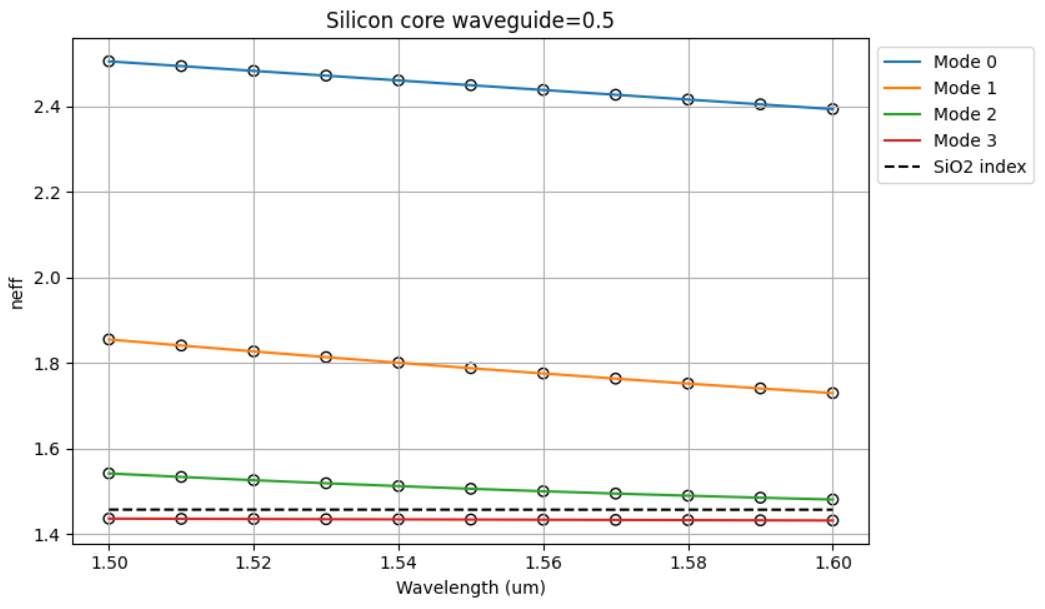 Silicon core waveguide=0.5
neff
2.4
2.2
2.0
1.8
1.6
1.4
1.50
1.52
1.54
1.56
1.58
1.60
Wavelength (um)
Mode 0
Mode 1
Mode 2
Mode 3
SiO2 index